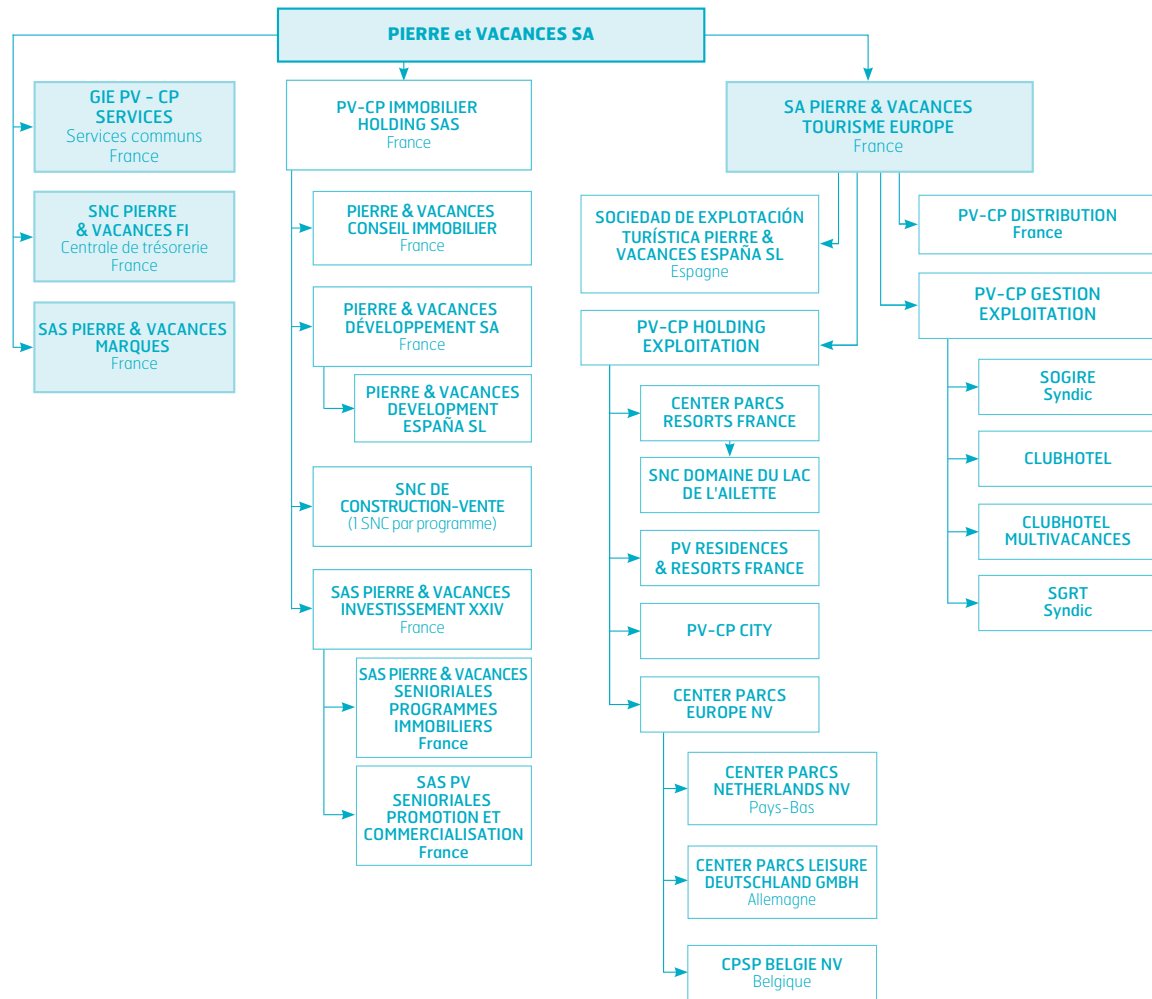 PIERRE et VACANCES SA
GIE PV - CP
SERVICES
Services communs
France
SNC PIERRE
& VACANCES FI
Centrale de trésorerie
France
SAS PIERRE & VACANCES
MARQUES
France
PV-CP IMMOBILIER
HOLDING SAS
France
PIERRE & VACANCES
CONSEIL IMMOBILIER
France
PIERRE & VACANCES
DÉVELOPPEMENT SA
France
PIERRE & VACANCES
DEVELOPMENT
ESPAÑA SL
SNC DE
CONSTRUCTION-VENTE
(1 SNC par programme)
SAS PIERRE & VACANCES
INVESTISSEMENT XXIV
France
SAS PIERRE & VACANCES
SENIORIALES
PROGRAMMES
IMMOBILIERS
France
SAS PV
SENIORIALES
PROMOTION ET
COMMERCIALISATION
France
SA PIERRE & VACANCES
TOURISME EUROPE
France
SOCIEDAD DE EXPLOTACIÓN
TURÍSTICA PIERRE &
VACANCES ESPAÑA SL
Espagne
PV-CP HOLDING
EXPLOITATION
CENTER PARCS
RESORTS FRANCE
SNC DOMAINE DU LAC
DE L'AILETTE
PV RESIDENCES
& RESORTS FRANCE
PV-CP CITY
CENTER PARCS
EUROPE NV
CENTER PARCS
NETHERLANDS NV
Pays-Bas
CENTER PARCS LEISURE
DEUTSCHLAND GMBH
Allemagne
CPSP BELGIE NV
Belgique
PV-CP DISTRIBUTION
France
PV-CP GESTION
EXPLOITATION
SOGIRE
Syndic
CLUBHOTEL
CLUBHOTEL
MULTIVACANCES
SGRT
Syndic